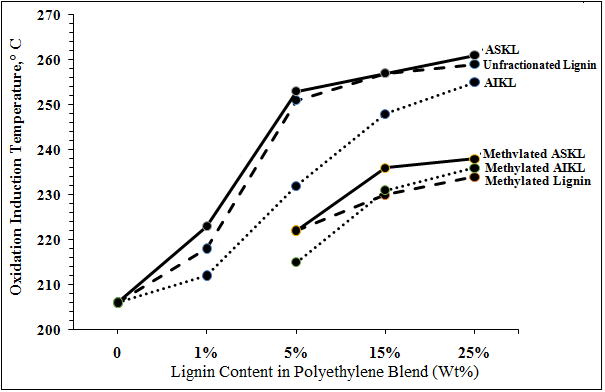 Oxidation Induction Temperature,° C
270
260
250
240
230
220
210
200
ASKL
Unfractionated Lignin
AIKL
Methvlated ASKL
Methylated AIKL
Methylated Lignin
0 1% 5% 15% 25%
Lignin Content in Polyethylene Blend (Wt%)